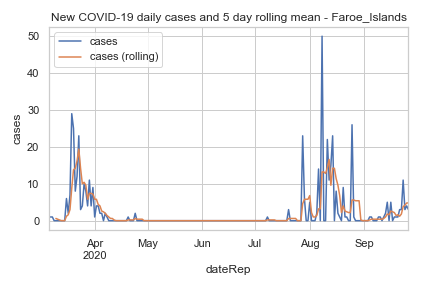 New COVID-19 daily cases and 5 day rolling mean - Faroe_Islands
cases
cases (rolling)
50
40
30
20
10
0
cases
Apr
2020
May
Jun
Jul
Aug
Sep
dateRep